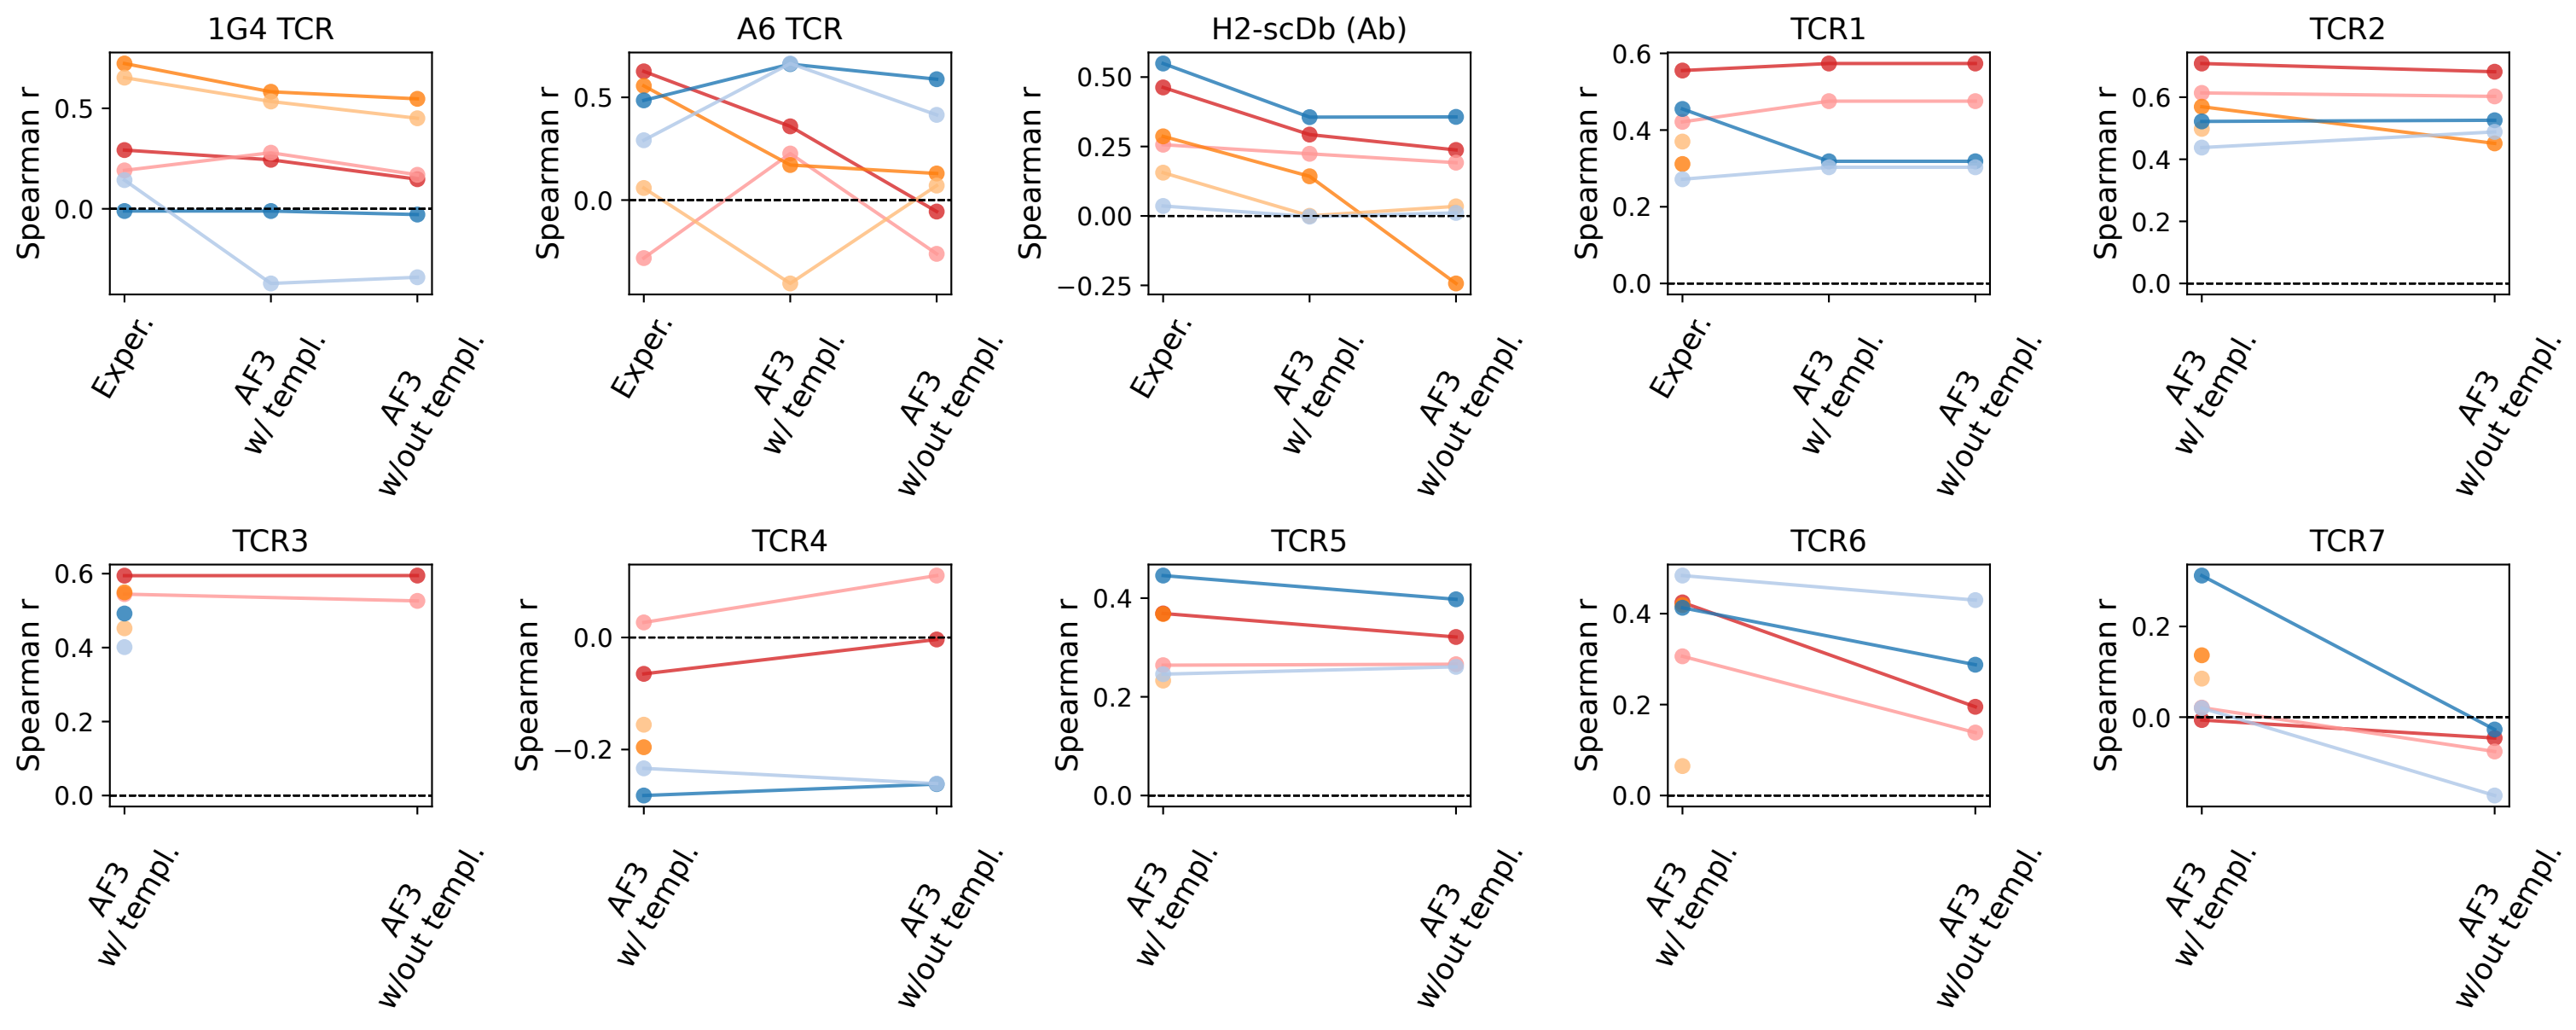 1G4 TCR
A6 TCR
H2-scDb (Ab)
TCR1
TCR2
Spearman r
0.5
0.0
Exper.
AF3
w/ templ.
AF3
w/out templ.
Spearman r
0.5
0.0
Exper.
AF3
w/ templ.
AF3
w/out templ.
Spearman r
0.50
0.25
0.00
−0.25
Exper.
AF3
w/ templ.
AF3
w/out templ.
Spearman r
0.6
0.4
0.2
0.0
Exper.
AF3
w/ templ.
AF3
w/out templ.
Spearman r
0.6
0.4
0.2
0.0
AF3
w/ templ.
AF3
w/out templ.
TCR3
TCR4
TCR5
TCR6
TCR7
Spearman r
0.6
0.4
0.2
0.0
AF3
w/ templ.
AF3
w/out templ.
Spearman r
0.0
−0.2
AF3
w/ templ.
AF3
w/out templ.
Spearman r
0.4
0.2
0.0
AF3
w/ templ.
AF3
w/out templ.
Spearman r
0.4
0.2
0.0
AF3
w/ templ.
AF3
w/out templ.
Spearman r
0.2
0.0
AF3
w/ templ.
AF3
w/out templ.